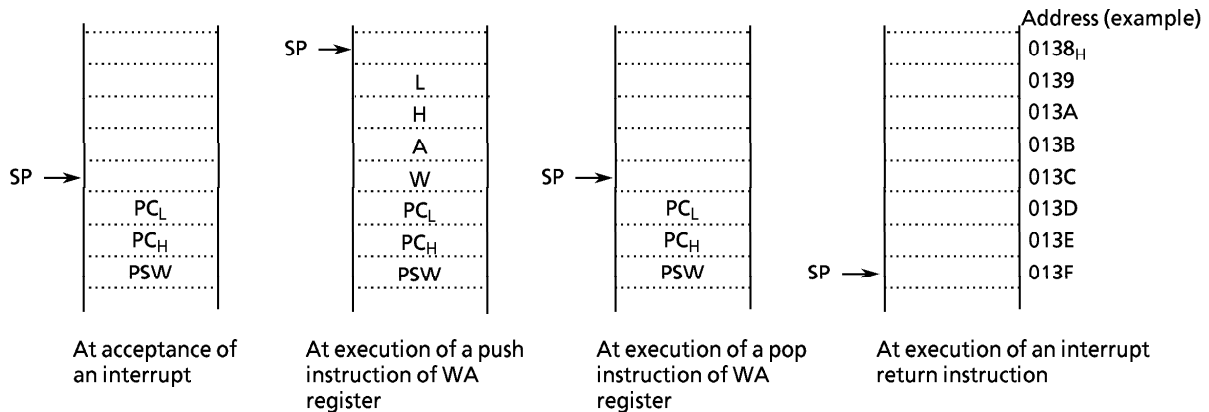 Address (example)
SP
0138H
L
0139
H
013A
A
013B
SP
W
SP
013C
PCL
PCL
PCL
013D
PCH
PCH
PCH
013E
PSW
PSW
PSW
SP
013F
At acceptance of
an interrupt
At execution of a push
instruction of WA
register
At execution of a pop
instruction of WA
register
At execution of an interrupt
return instruction